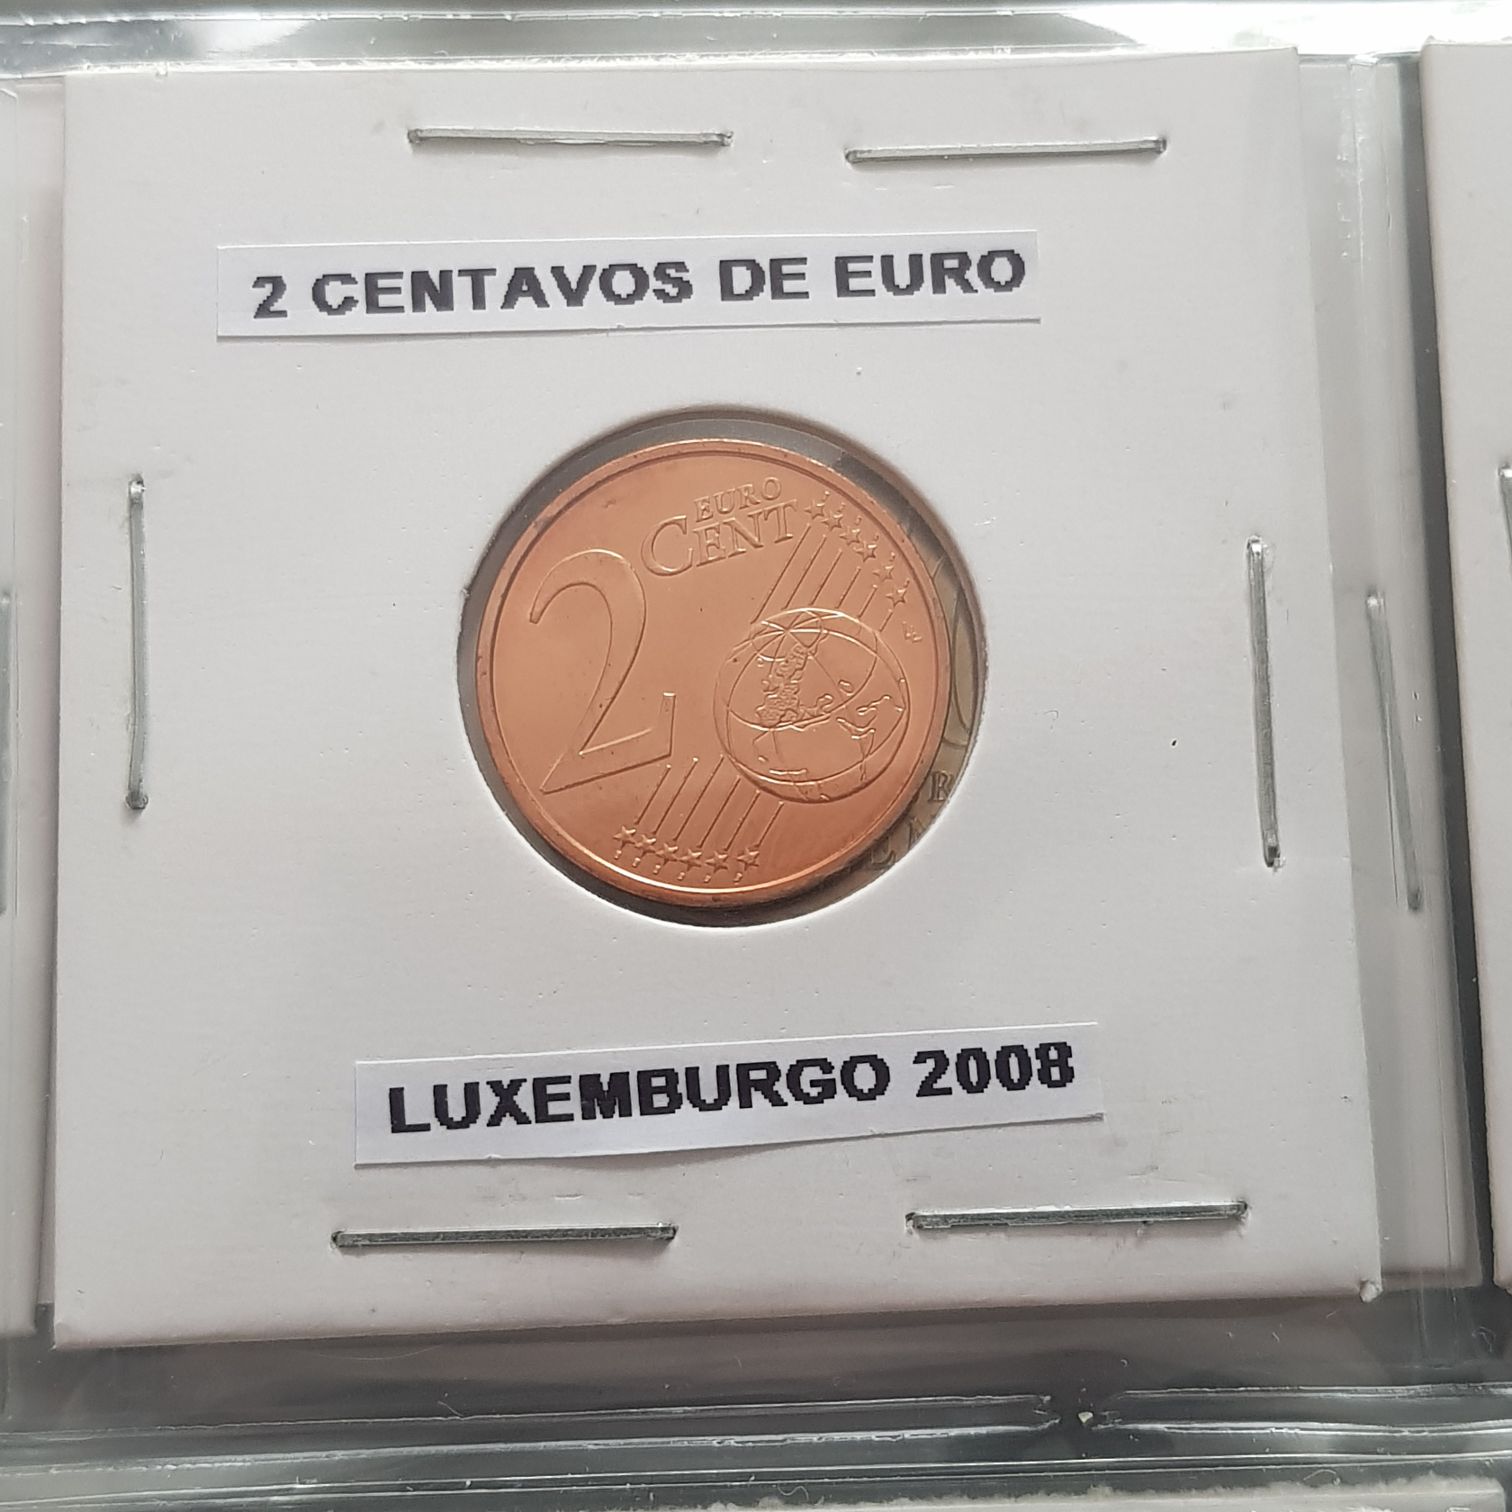 2 CENTAVOS DE EURO
2 EURO
CENT
LUXEMBURGO 2008